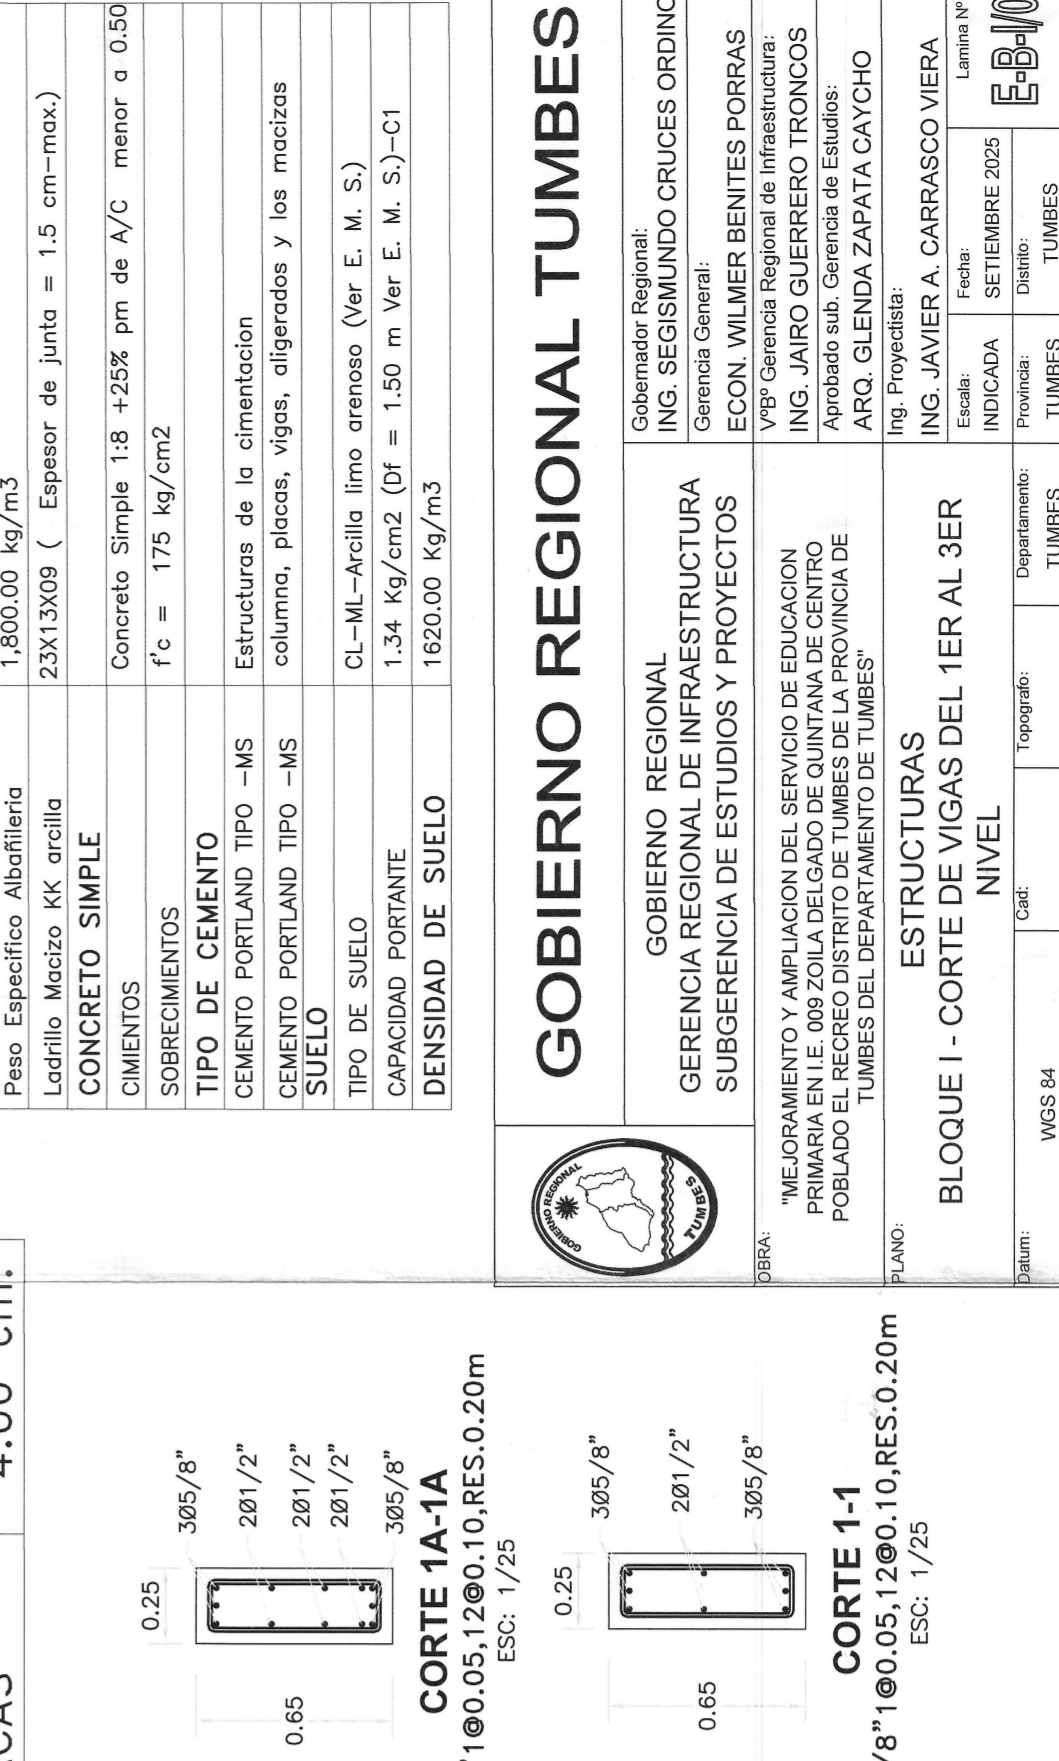 Peso Especifico Albañileria 1,800.00 kg/m3
Ladrillo Macizo KK arcilla 23X13X09 ( Espesor de junta = 1.5 cm-max.)
CONCRETO SIMPLE
CIMIENTOS Concreto Simple 1:8 +25% pm de A/C menor a 0.50
SOBRECIMIENTOS f'c = 175 kg/cm2
TIPO DE CEMENTO
CEMENTO PORTLAND TIPO -MS Estructuras de la cimentacion
CEMENTO PORTLAND TIPO -MS columna, placas, vigas, aligerados y los macizas
SUELO
TIPO DE SUELO CL-ML-Arcilla limo arenoso (Ver E. M. S.)
CAPACIDAD PORTANTE 1.34 Kg/cm2 (Df = 1.50 m Ver E. M. S.)-C1
DENSIDAD DE SUELO 1620.00 Kg/m3
GOBIERNO REGIONAL TUMBES
GOBIERNO REGIONAL
TUMBES
GOBIERNO REGIONAL
GERENCIA REGIONAL DE INFRAESTRUCTURA
SUBGERENCIA DE ESTUDIOS Y PROYECTOS
Gobernador Regional:
ING. SEGISMUNDO CRUCES ORDINO
Gerencia General:
ECON. WILMER BENITES PORRAS
VºBº Gerencia Regional de Infraestructura:
ING. JAIRO GUERRERO TRONCOS
Aprobado sub. Gerencia de Estudios:
ARQ. GLENDA ZAPATA CAYCHO
Ing. Proyectista:
ING. JAVIER A. CARRASCO VIERA
OBRA:
"MEJORAMIENTO Y AMPLIACION DEL SERVICIO DE EDUCACION
PRIMARIA EN I.E. 009 ZOILA DELGADO DE QUINTANA DE CENTRO
POBLADO EL RECREO DISTRITO DE TUMBES DE LA PROVINCIA DE
TUMBES DEL DEPARTAMENTO DE TUMBES"
PLANO:
ESTRUCTURAS
BLOQUE I - CORTE DE VIGAS DEL 1ER AL 3ER
NIVEL
Escala:
INDICADA
Fecha:
SETIEMBRE 2025
Lamina Nº
E-B-I/0
Datum:
WGS 84
Cad:
Topografo:
Departamento:
TUMBES
Provincia:
TUMBES
Distrito:
TUMBES
4.00 cm.
0.25
0.65
3Ø5/8"
2Ø1/2"
2Ø1/2"
2Ø1/2"
3Ø5/8"
CORTE 1A-1A
"1@0.05,12@0.10,RES.0.20m
ESC: 1/25
0.25
0.65
3Ø5/8"
2Ø1/2"
3Ø5/8"
CORTE 1-1
/8"1@0.05,12@0.10,RES.0.20m
ESC: 1/25